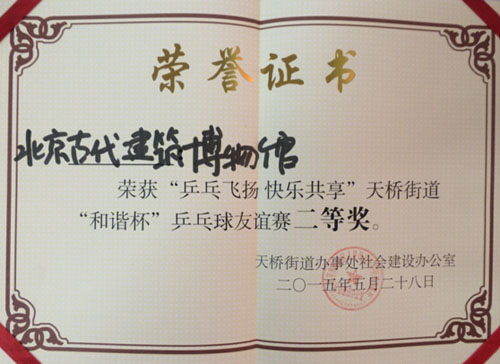 荣誉证书
北京古代建筑博物馆
荣获“乒乓飞扬 快乐共享”天桥街道
“和谐杯”乒乓球友谊赛二等奖。
天桥街道办事处社会建设办公室
二〇一五年五月二十八日